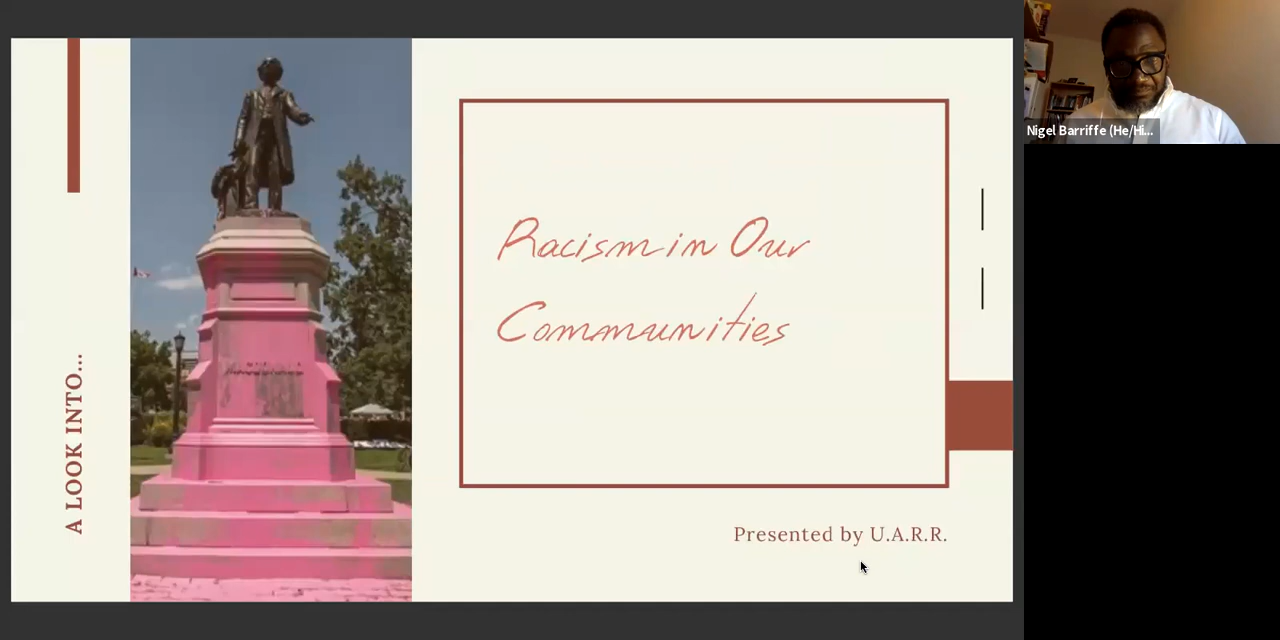 A LOOK INTO...
Racism in Our
Communities
Presented by U.A.R.R.
Nigel Barriffe (He/Hi...